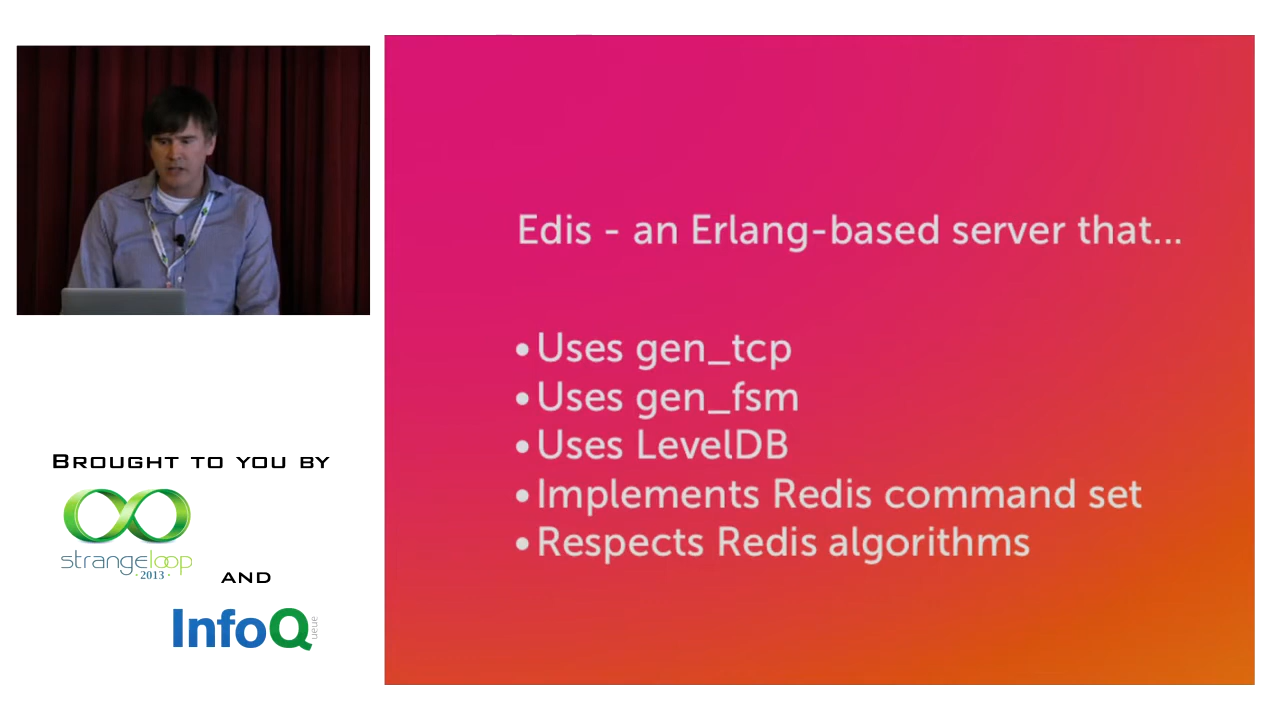 Edis - an Erlang-based server that...
• Uses gen_tcp
• Uses gen_fsm
• Uses LevelDB
• Implements Redis command set
• Respects Redis algorithms
BROUGHT TO YOU BY
strangeloop
· 2013 ·
AND
InfoQ
ueue